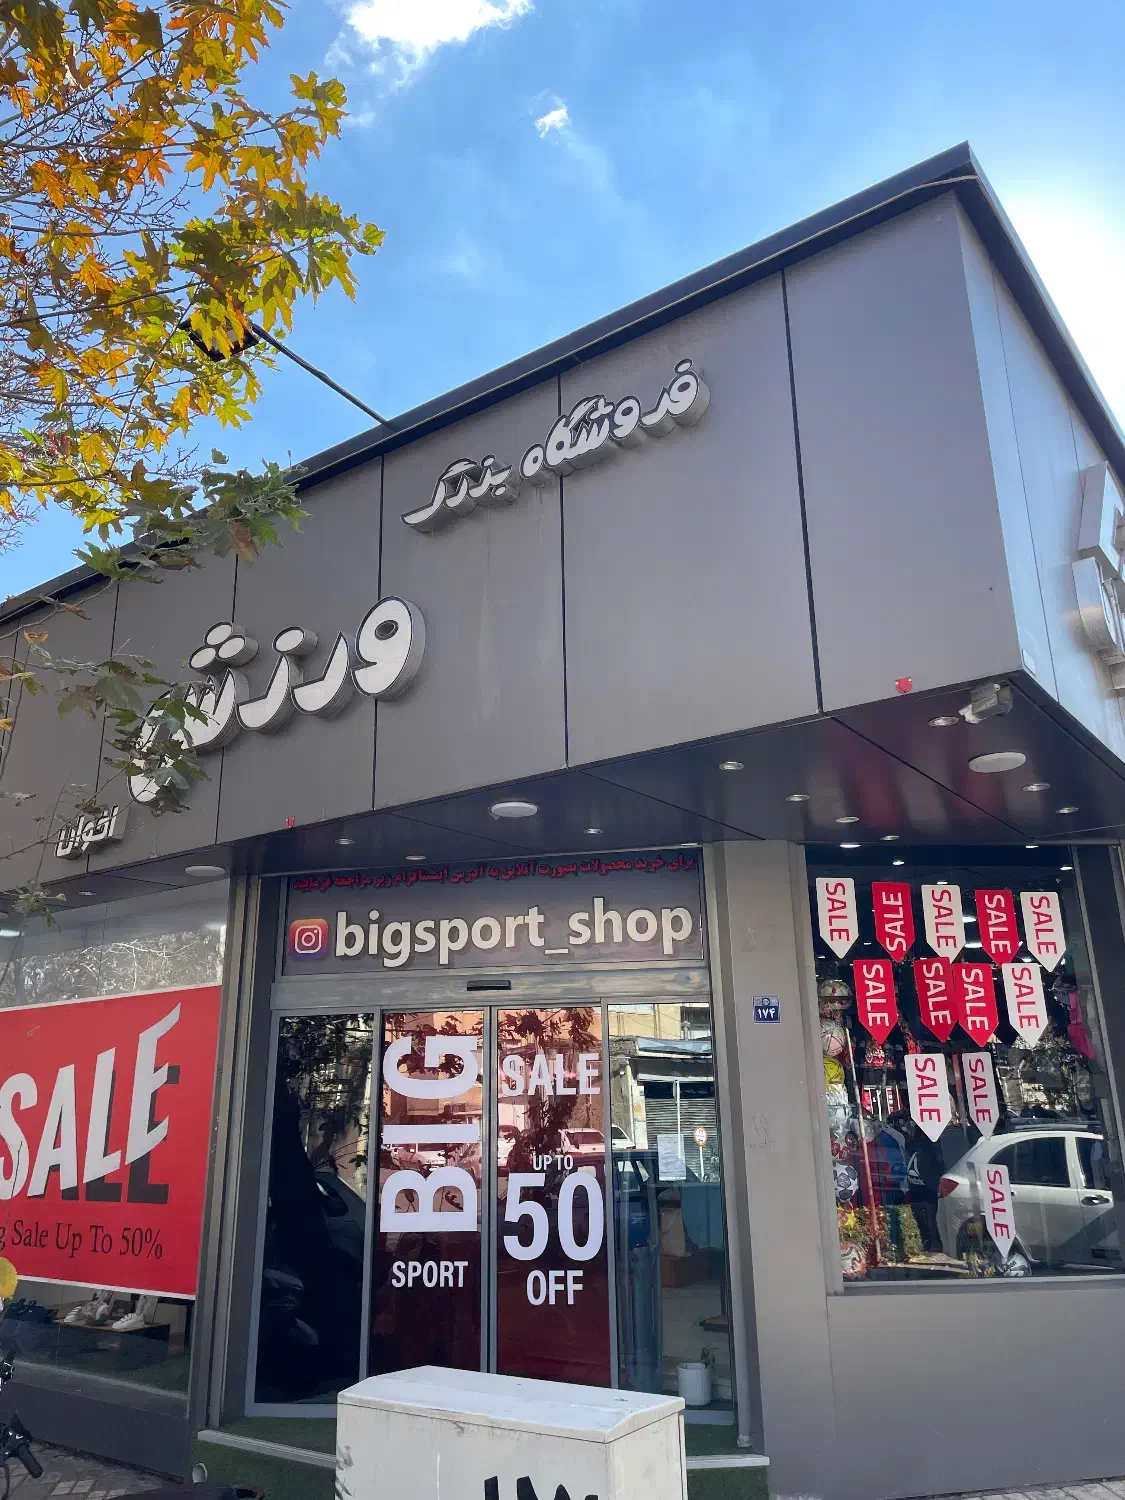 فروشگاه بزرگ
ورزش
اخوان
برای خرید محصولات بصورت آنلاین به آدرس اینستاگرام زیر مراجعه فرمایید
bigsport_shop
۱۷۴
SALE
Sale Up To 50%
BIG
SPORT
SALE
UP TO
50
OFF
SALE SALE SALE SALE SALE
SALE SALE SALE SALE
SALE SALE
SALE